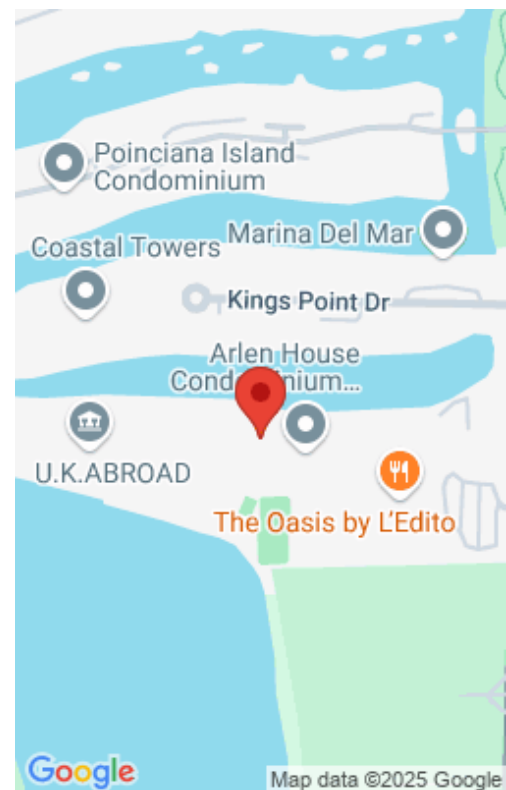 Poinciana Island
Condominium
Marina Del Mar
Coastal Towers
Kings Point Dr
Arlen House
U.K.ABROAD
The Oasis by L'Edito
Google
Map data ©2025 Google